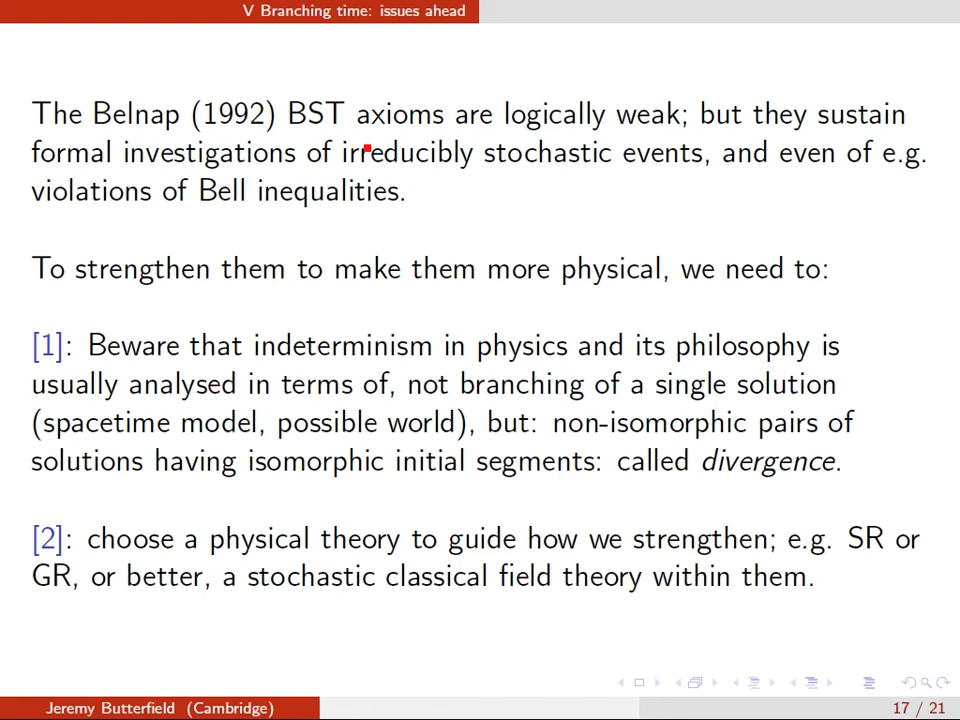 V Branching time: issues ahead
The Belnap (1992) BST axioms are logically weak; but they sustain
formal investigations of irreducibly stochastic events, and even of e.g.
violations of Bell inequalities.
To strengthen them to make them more physical, we need to:
[1]: Beware that indeterminism in physics and its philosophy is
usually analysed in terms of, not branching of a single solution
(spacetime model, possible world), but: non-isomorphic pairs of
solutions having isomorphic initial segments: called divergence.
[2]: choose a physical theory to guide how we strengthen; e.g. SR or
GR, or better, a stochastic classical field theory within them.
Jeremy Butterfield (Cambridge)
17 / 21